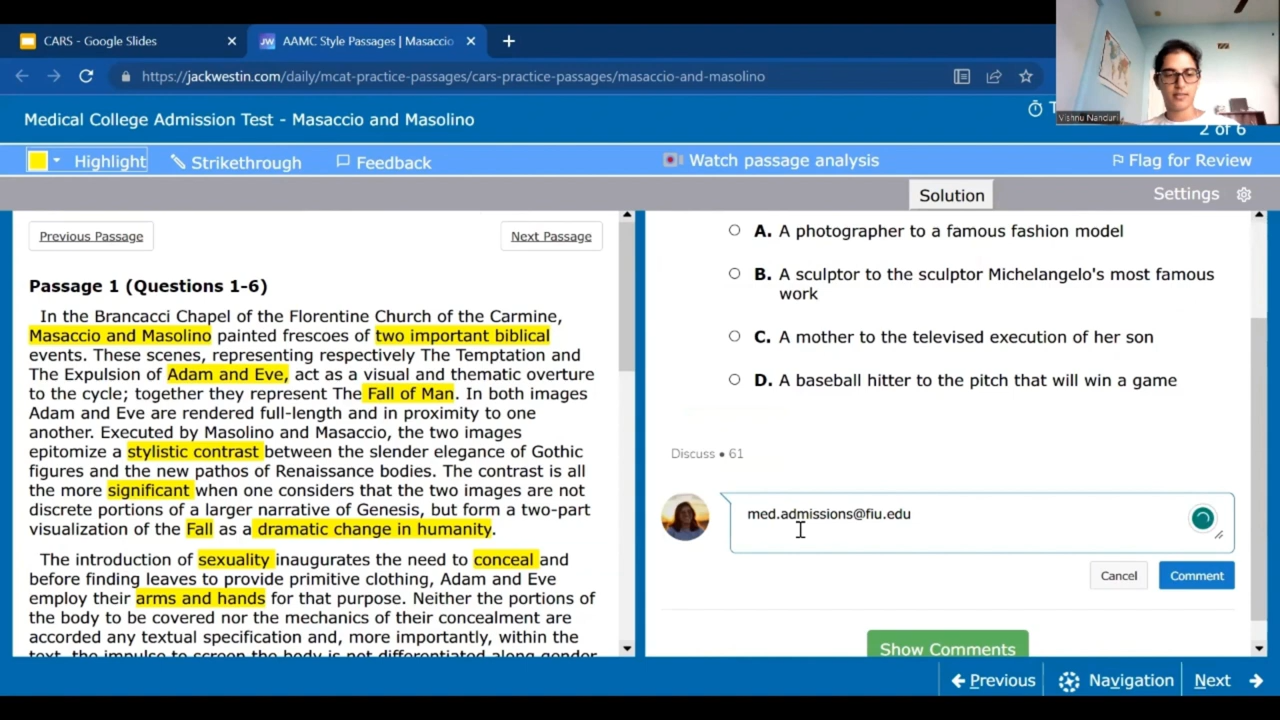 CARS - Google Slides
JW AAMC Style Passages | Masaccio
https://jackwestin.com/daily/mcat-practice-passages/cars-practice-passages/masaccio-and-masolino
Vishnu Nanduri
Medical College Admission Test - Masaccio and Masolino
2 of 6
Highlight
Strikethrough
Feedback
Watch passage analysis
Flag for Review
Solution
Settings
Previous Passage
Next Passage
Passage 1 (Questions 1-6)
In the Brancacci Chapel of the Florentine Church of the Carmine,
Masaccio and Masolino painted frescoes of two important biblical
events. These scenes, representing respectively The Temptation and
The Expulsion of Adam and Eve, act as a visual and thematic overture
to the cycle; together they represent The Fall of Man. In both images
Adam and Eve are rendered full-length and in proximity to one
another. Executed by Masolino and Masaccio, the two images
epitomize a stylistic contrast between the slender elegance of Gothic
figures and the new pathos of Renaissance bodies. The contrast is all
the more significant when one considers that the two images are not
discrete portions of a larger narrative of Genesis, but form a two-part
visualization of the Fall as a dramatic change in humanity.
The introduction of sexuality inaugurates the need to conceal and
before finding leaves to provide primitive clothing, Adam and Eve
employ their arms and hands for that purpose. Neither the portions of
the body to be covered nor the mechanics of their concealment are
accorded any textual specification and, more importantly, within the
text, the impulse to screen the body is not differentiated along gender
A. A photographer to a famous fashion model
B. A sculptor to the sculptor Michelangelo's most famous
work
C. A mother to the televised execution of her son
D. A baseball hitter to the pitch that will win a game
Discuss • 61
med.admissions@fiu.edu
Cancel
Comment
Show Comments
Previous
Navigation
Next